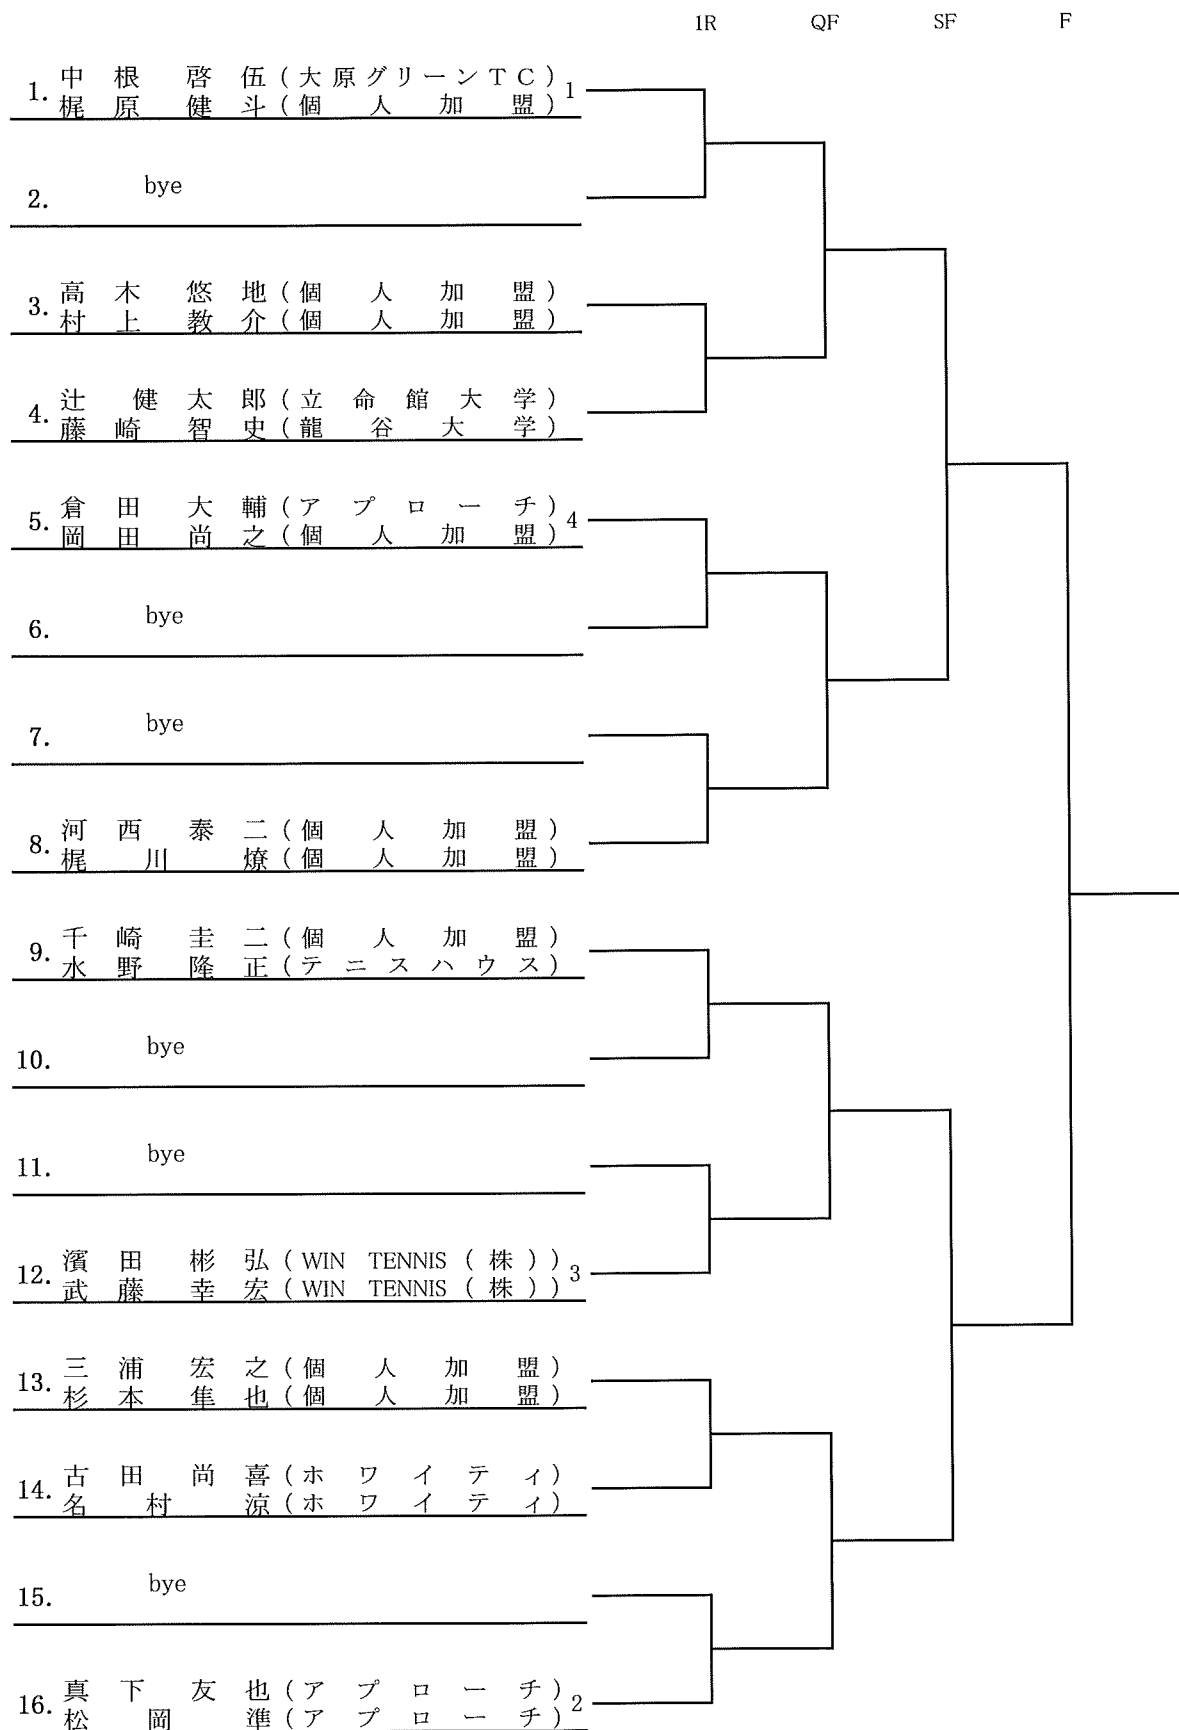 1R QF SF F
1. 中根 啓伍(大原グリーンTC) 1
梶原 健斗(個人加盟)
2. bye
3. 高木 悠地(個人加盟)
村上 教介(個人加盟)
4. 辻 健太郎(立命館大学)
藤崎 智史(龍谷大学)
5. 倉田 大輔(アプローチ) 4
岡田 尚之(個人加盟)
6. bye
7. bye
8. 河西 泰二(個人加盟)
梶川 燎(個人加盟)
9. 千崎 圭二(個人加盟)
水野 隆正(テニスハウス)
10. bye
11. bye
12. 濱田 彬弘(WIN TENNIS(株)) 3
武藤 幸宏(WIN TENNIS(株))
13. 三浦 宏之(個人加盟)
杉本 隼也(個人加盟)
14. 古田 尚喜(ホワイティ)
名村 涼(ホワイティ)
15. bye
16. 真下 友也(アプローチ) 2
松岡 準(アプローチ)